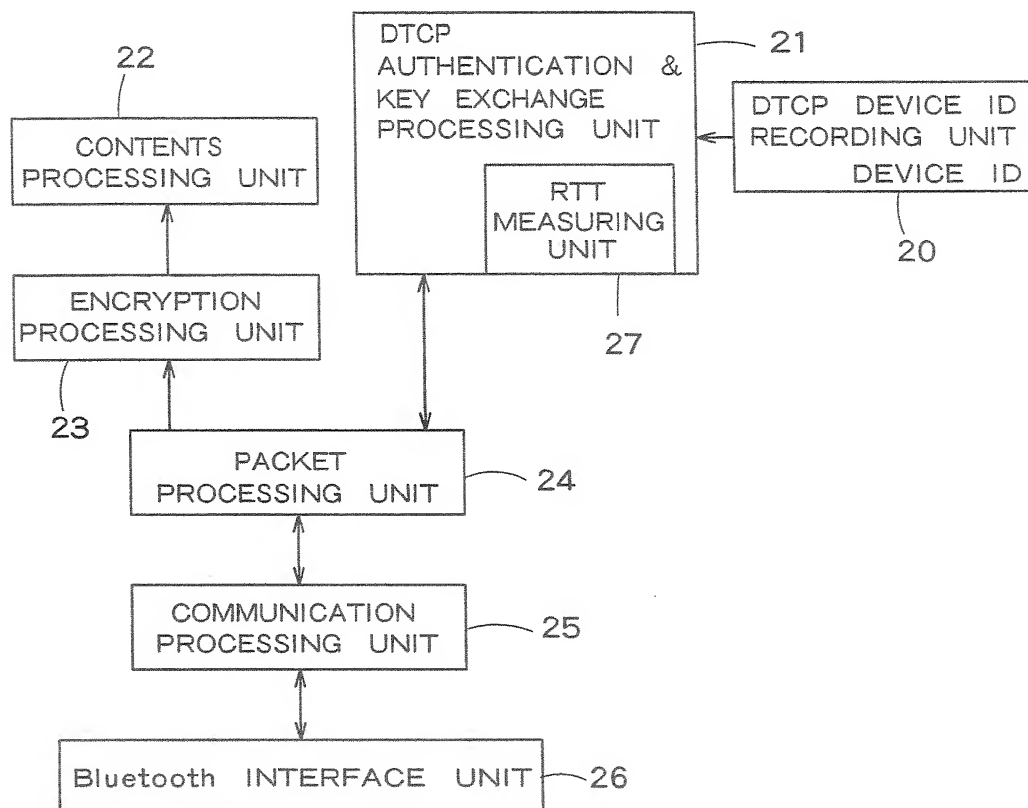 22
CONTENTS
PROCESSING UNIT
ENCRYPTION
PROCESSING UNIT
23
DTCP
AUTHENTICATION &
KEY EXCHANGE
PROCESSING UNIT
21
RTT
MEASURING
UNIT
27
DTCP DEVICE ID
RECORDING UNIT
DEVICE ID
20
PACKET
PROCESSING UNIT
24
COMMUNICATION
PROCESSING UNIT
25
Bluetooth INTERFACE UNIT
26